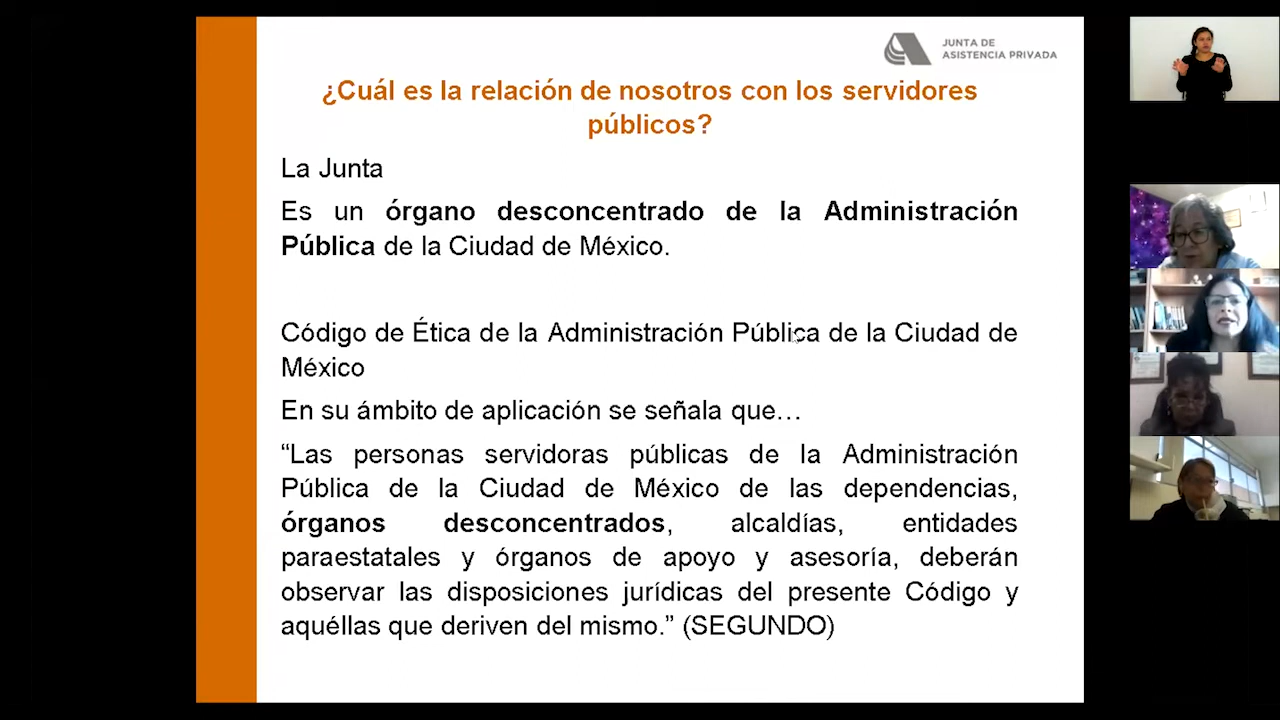 JUNTA DE
ASISTENCIA PRIVADA
¿Cuál es la relación de nosotros con los servidores
públicos?
La Junta
Es un órgano desconcentrado de la Administración
Pública de la Ciudad de México.
Código de Ética de la Administración Pública de la Ciudad de
México
En su ámbito de aplicación se señala que…
“Las personas servidoras públicas de la Administración
Pública de la Ciudad de México de las dependencias,
órganos desconcentrados, alcaldías, entidades
paraestatales y órganos de apoyo y asesoría, deberán
observar las disposiciones jurídicas del presente Código y
aquéllas que deriven del mismo.” (SEGUNDO)